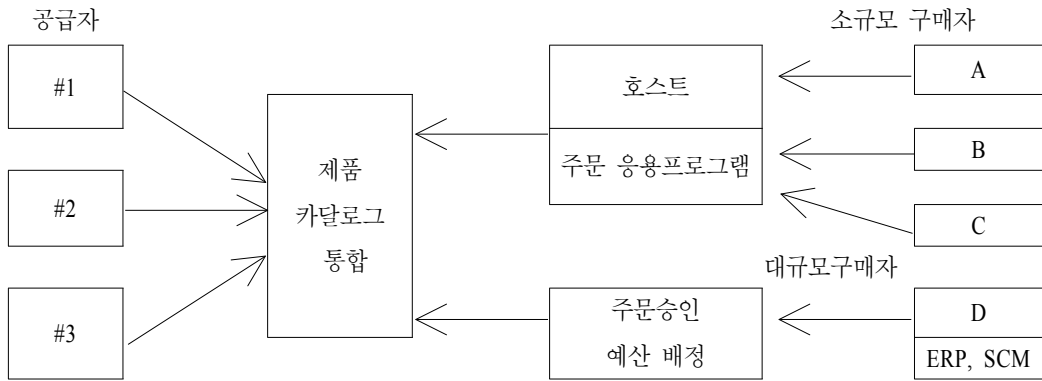 공급자
#1
#2
#3
제품
카달로그
통합
호스트
주문 응용프로그램
소규모 구매자
A
B
C
대규모구매자
주문승인
예산 배정
D
ERP, SCM